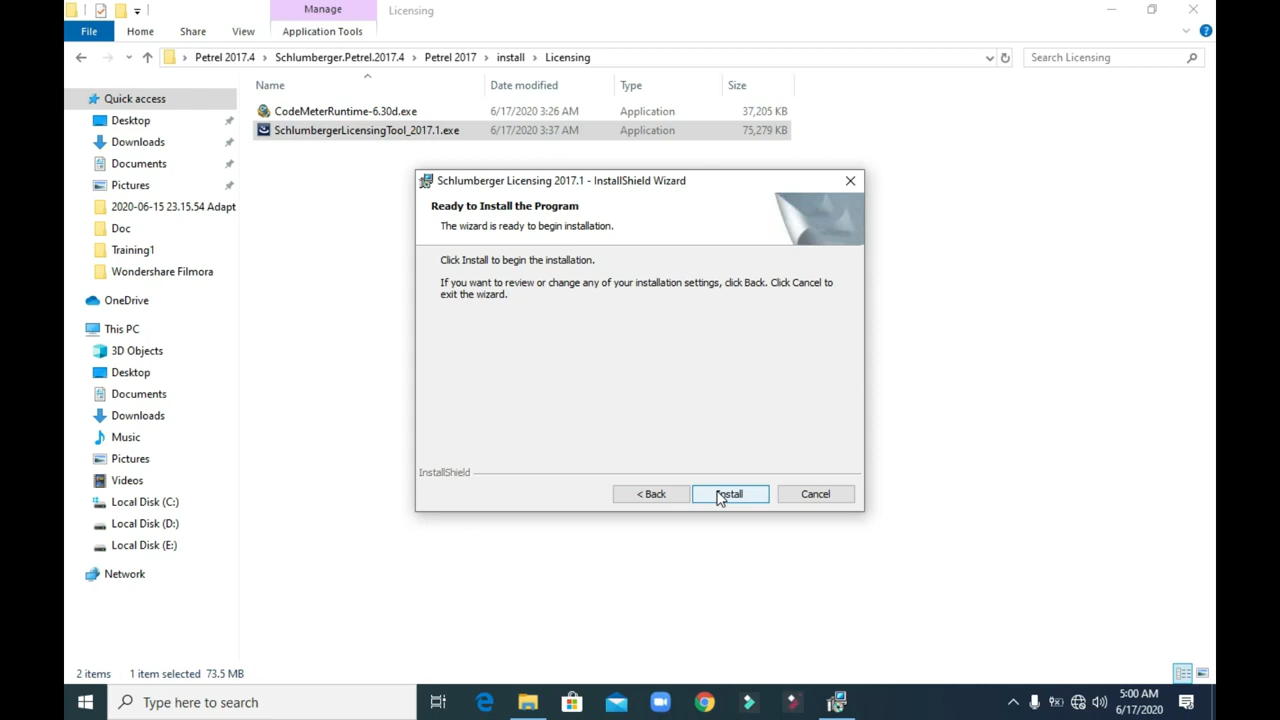 Manage
Licensing
File
Home
Share
View
Application Tools
Petrel 2017.4
Schlumberger.Petrel.2017.4
Petrel 2017
install
Licensing
Search Licensing
Name
Date modified
Type
Size
Quick access
CodeMeterRuntime-6.30d.exe
6/17/2020 3:26 AM
Application
37,205 KB
Desktop
SchlumbergerLicensingTool_2017.1.exe
6/17/2020 3:37 AM
Application
75,279 KB
Downloads
Documents
Pictures
2020-06-15 23.15.54 Adapt
Doc
Training1
Wondershare Filmora
OneDrive
This PC
3D Objects
Desktop
Documents
Downloads
Music
Pictures
Videos
Local Disk (C:)
Local Disk (D:)
Local Disk (E:)
Network
Schlumberger Licensing 2017.1 - InstallShield Wizard
Ready to Install the Program
The wizard is ready to begin installation.
Click Install to begin the installation.
If you want to review or change any of your installation settings, click Back. Click Cancel to
exit the wizard.
InstallShield
< Back
Install
Cancel
2 items
1 item selected 73.5 MB
Type here to search
5:00 AM
6/17/2020